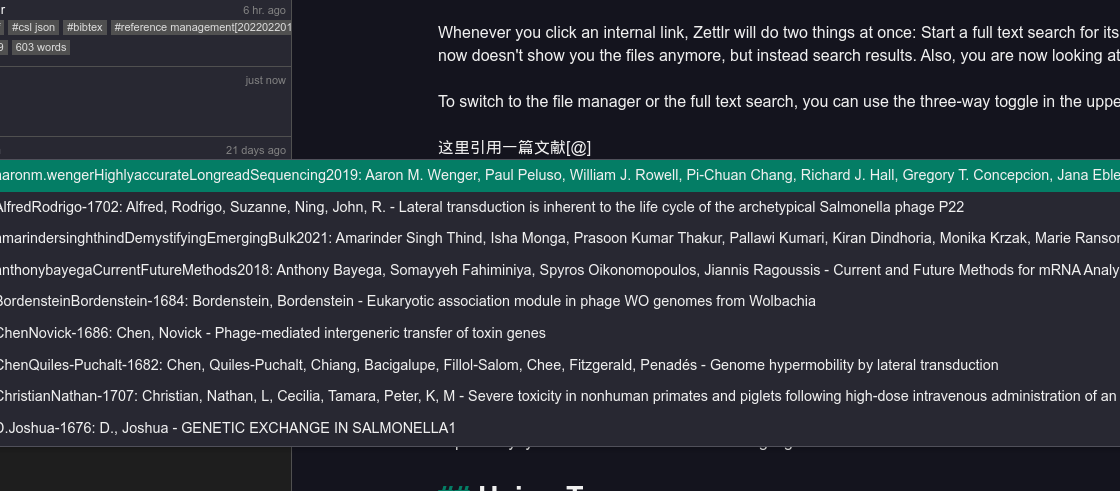 r
6 hr. ago
#csl json #bibtex #reference management[202202201
9 603 words
just now
21 days ago
Whenever you click an internal link, Zettlr will do two things at once: Start a full text search for its
now doesn't show you the files anymore, but instead search results. Also, you are now looking at
To switch to the file manager or the full text search, you can use the three-way toggle in the uppe
这里引用一篇文献[@]
aaronm.wengerHighlyaccurateLongreadSequencing2019: Aaron M. Wenger, Paul Peluso, William J. Rowell, Pi-Chuan Chang, Richard J. Hall, Gregory T. Concepcion, Jana Eble
AlfredRodrigo-1702: Alfred, Rodrigo, Suzanne, Ning, John, R. - Lateral transduction is inherent to the life cycle of the archetypical Salmonella phage P22
amarindersinghthindDemystifyingEmergingBulk2021: Amarinder Singh Thind, Isha Monga, Prasoon Kumar Thakur, Pallawi Kumari, Kiran Dindhoria, Monika Krzak, Marie Ranson
anthonybayegaCurrentFutureMethods2018: Anthony Bayega, Somayyeh Fahiminiya, Spyros Oikonomopoulos, Jiannis Ragoussis - Current and Future Methods for mRNA Analy
BordensteinBordenstein-1684: Bordenstein, Bordenstein - Eukaryotic association module in phage WO genomes from Wolbachia
ChenNovick-1686: Chen, Novick - Phage-mediated intergeneric transfer of toxin genes
ChenQuiles-Puchalt-1682: Chen, Quiles-Puchalt, Chiang, Bacigalupe, Fillol-Salom, Chee, Fitzgerald, Penadés - Genome hypermobility by lateral transduction
ChristianNathan-1707: Christian, Nathan, L, Cecilia, Tamara, Peter, K, M - Severe toxicity in nonhuman primates and piglets following high-dose intravenous administration of an
D.Joshua-1676: D., Joshua - GENETIC EXCHANGE IN SALMONELLA1